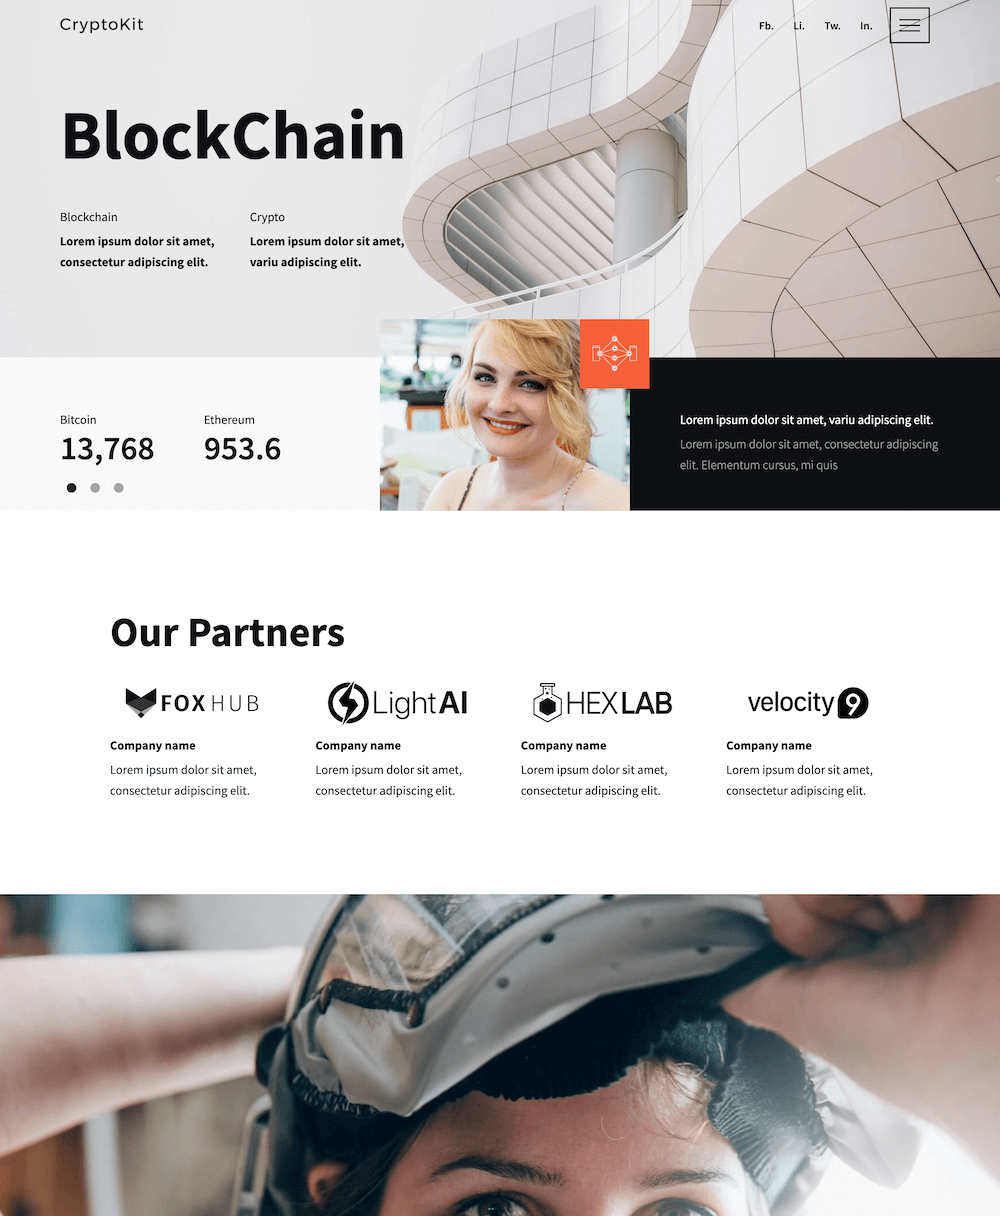 CryptoKit
Fb. Li. Tw. In.
BlockChain
Blockchain
Lorem ipsum dolor sit amet,
consectetur adipiscing elit.
Crypto
Lorem ipsum dolor sit amet,
variu adipiscing elit.
Bitcoin
13,768
Ethereum
953.6
Lorem ipsum dolor sit amet, variu adipiscing elit.
Lorem ipsum dolor sit amet, consectetur adipiscing
elit. Elementum cursus, mi quis
Our Partners
FOXHUB
Company name
Lorem ipsum dolor sit amet,
consectetur adipiscing elit.
LightAI
Company name
Lorem ipsum dolor sit amet,
consectetur adipiscing elit.
HEXLAB
Company name
Lorem ipsum dolor sit amet,
consectetur adipiscing elit.
velocity9
Company name
Lorem ipsum dolor sit amet,
consectetur adipiscing elit.